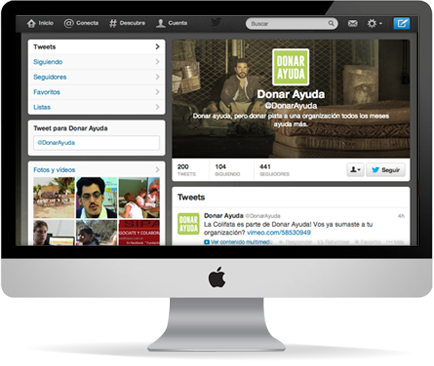 Inicio @ Conecta # Descubre Cuenta Buscar
Tweets
Siguiendo
Seguidores
Favoritos
Listas
Tweet para Donar Ayuda
@DonarAyuda
Fotos y videos
DONAR
AYUDA
Donar Ayuda
@DonarAyuda
Donar ayuda, pero donar plata a una organización todos los meses
ayuda más.
200
TWEETS
104
SIGUIENDO
441
SEGUIDORES
Seguir
Tweets
DONAR
AYUDA
Donar Ayuda @DonarAyuda 4h
La Colifata es parte de Donar Ayuda! Vos ya sumaste a tu
organización? vimeo.com/58530949
Ver contenido multimedia